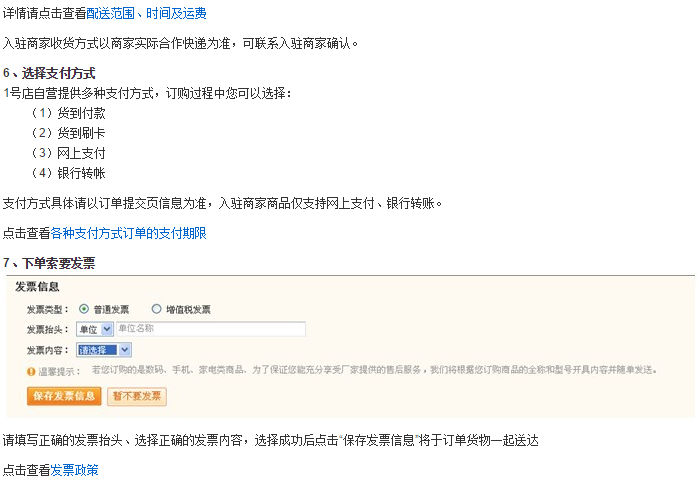 详情请点击查看配送范围、时间及运费
入驻商家收货方式以商家实际合作快递为准，可联系入驻商家确认。
6、选择支付方式
1号店自营提供多种支付方式，订购过程中您可以选择：
（1）货到付款
（2）货到刷卡
（3）网上支付
（4）银行转帐
支付方式具体请以订单提交页信息为准，入驻商家商品仅支持网上支付、银行转账。
点击查看各种支付方式订单的支付期限
7、下单索要发票
发票信息
发票类型： 普通发票 增值税发票
发票抬头： 单位 单位名称
发票内容： 请选择
温馨提示： 若您订购的是数码、手机、家电类商品、为了保证您能充分享受厂家提供的售后服务，我们将根据您订购商品的全称和型号开具内容并随单发送。
保存发票信息 暂不要发票
请填写正确的发票抬头、选择正确的发票内容，选择成功后点击“保存发票信息”将于订单货物一起送达
点击查看发票政策